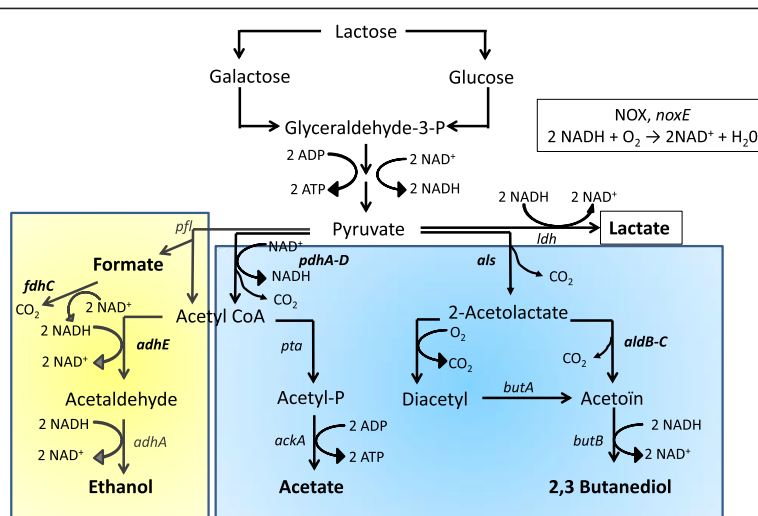 Lactose
Galactose
Glucose
Glyceraldehyde-3-P
NOX, noxE
2 NADH + O₂ → 2NAD⁺ + H₂0
2 ADP
2 NAD⁺
2 ATP
2 NADH
2 NADH
2 NAD⁺
pfl
Pyruvate
Lactate
ldh
NAD⁺
pdhA-D
als
Formate
NADH
CO₂
fdhC
CO₂
CO₂
2 NAD⁺
Acetyl CoA
2-Acetolactate
2 NADH
adhE
pta
O₂
aldB-C
2 NAD⁺
CO₂
CO₂
Acetaldehyde
Acetyl-P
Diacetyl
butA
Acetoïn
2 NADH
adhA
ackA
2 ADP
butB
2 NADH
2 NAD⁺
2 ATP
2 NAD⁺
Ethanol
Acetate
2,3 Butanediol